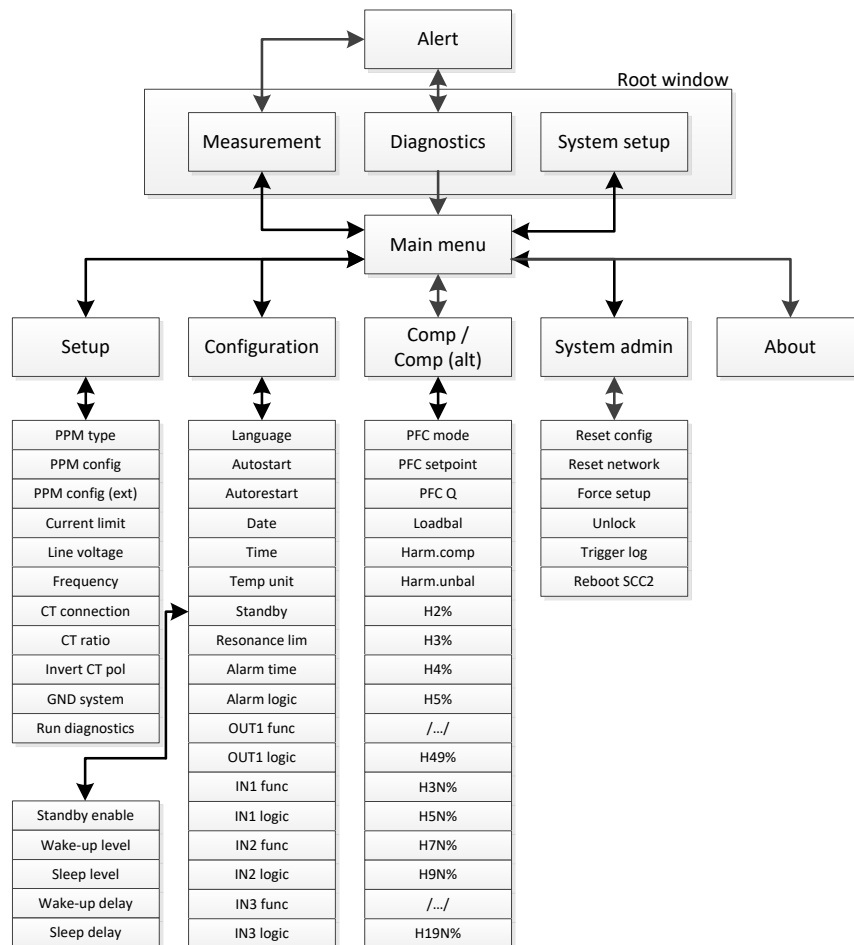 Alert
Root window
Measurement
Diagnostics
System setup
Main menu
Setup
Configuration
Comp /
Comp (alt)
System admin
About
PPM type
PPM config
PPM config (ext)
Current limit
Line voltage
Frequency
CT connection
CT ratio
Invert CT pol
GND system
Run diagnostics
Standby enable
Wake-up level
Sleep level
Wake-up delay
Sleep delay
Language
Autostart
Autorestart
Date
Time
Temp unit
Standby
Resonance lim
Alarm time
Alarm logic
OUT1 func
OUT1 logic
IN1 func
IN1 logic
IN2 func
IN2 logic
IN3 func
IN3 logic
PFC mode
PFC setpoint
PFC Q
Loadbal
Harm.comp
Harm.unbal
H2%
H3%
H4%
H5%
/.../
H49%
H3N%
H5N%
H7N%
H9N%
/.../
H19N%
Reset config
Reset network
Force setup
Unlock
Trigger log
Reboot SCC2